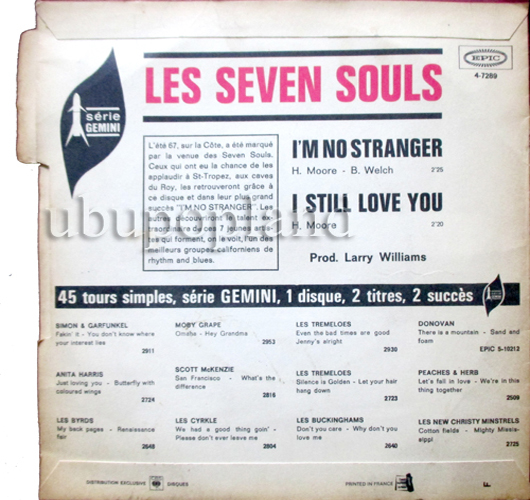 EPIC
4-7269
LES SEVEN SOULS
série
GEMINI
L'été 67, sur la Côte, a été marqué
par la venue des Seven Souls.
Ceux qui ont eu la chance de les
applaudir à St-Tropez, aux caves
du Roy, les retrouveront grâce à
ce disque et dans leur plus grand
succès "I'M NO STRANGER". Les
autres découvriront le talent
de ces 7 jeunes
qui forment, on le voit, l'un des
meilleurs groupes californiens de
rhythm and blues.
I'M NO STRANGER
H. Moore - B. Welch 2'25
I STILL LOVE YOU
H. Moore 2'20
Prod. Larry Williams
ubupopland
45 tours simples, série GEMINI, 1 disque, 2 titres, 2 succès
SIMON & GARFUNKEL
Fakin' it - You don't know where
your interest lies
2911
MOBY GRAPE
Omaha - Hey Grandma
2953
LES TREMELOES
Even the bad times are good
Jenny's alright
2930
DONOVAN
There is a mountain - Sand and
foam
EPIC 5-10212
ANITA HARRIS
Just loving you - Butterfly with
coloured wings
2724
SCOTT McKENZIE
San Francisco - What's the
difference
2816
LES TREMELOES
Silence is Golden - Let your hair
hang down
2723
PEACHES & HERB
Let's fall in love - We're in this
thing together
2509
LES BYRDS
My back pages - Renaissance
fair
2648
LES CYRKLE
We had a good thing goin' -
Please don't ever leave me
2804
LES BUCKINGHAMS
Don't you care - Why don't you
love me
2640
LES NEW CHRISTY MINSTRELS
Cotton fields - Mighty Missis-
sippi
2725
DISTRIBUTION EXCLUSIVE DISQUES
PRINTED IN FRANCE